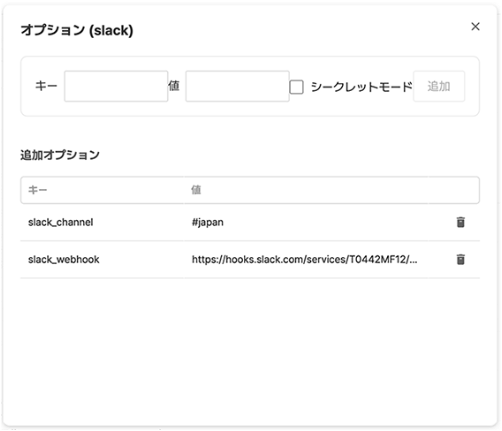 オプション (slack)
キー 値 シークレットモード 追加
追加オプション
キー 値
slack_channel #japan
slack_webhook https://hooks.slack.com/services/T0442MF12/...